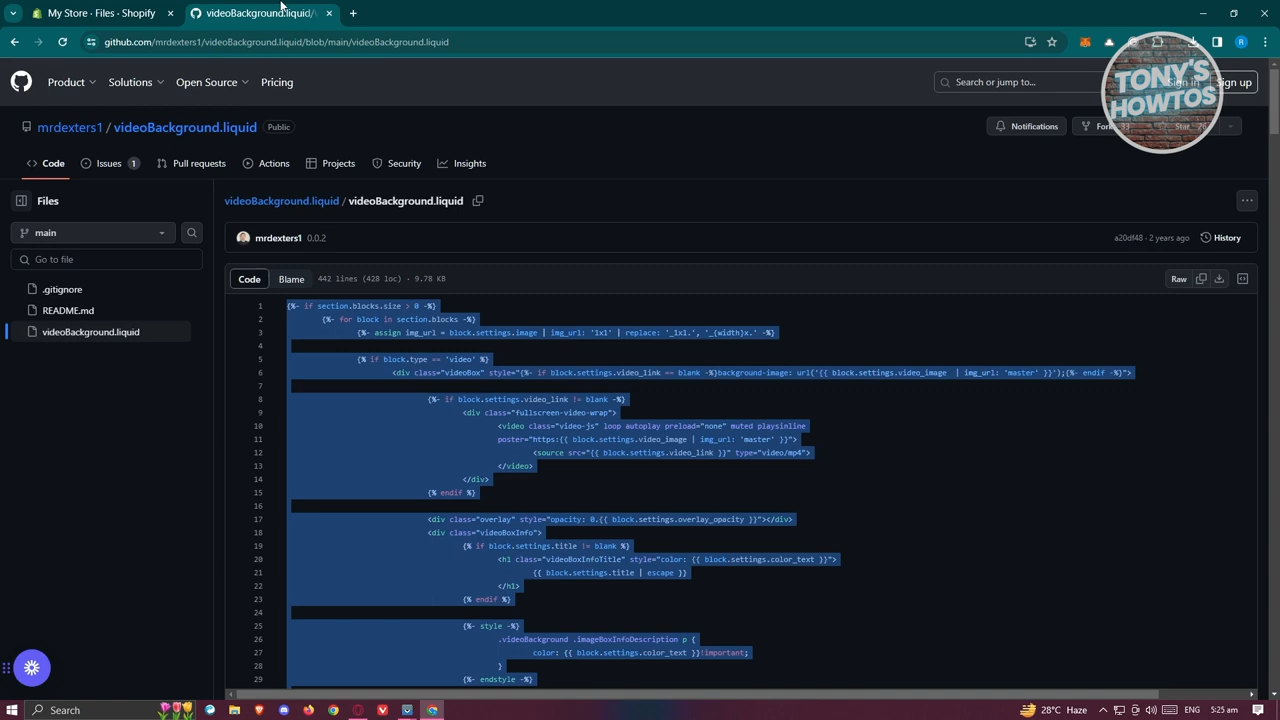 My Store · Files · Shopify
videoBackground.liquid/
github.com/mrdexters1/videoBackground.liquid/blob/main/videoBackground.liquid
R
Product
Solutions
Open Source
Pricing
Search or jump to...
Sign in
Sign up
TONY'S
HOWTOS
mrdexters1 / videoBackground.liquid
Public
Notifications
Fork 33
Star
Code
Issues 1
Pull requests
Actions
Projects
Security
Insights
Files
videoBackground.liquid / videoBackground.liquid
main
mrdexters1 0.0.2
a20df48 · 2 years ago
History
Go to file
Code
Blame
442 lines (428 loc) · 9.78 KB
Raw
.gitignore
README.md
videoBackground.liquid
1 {%- if section.blocks.size > 0 -%}
2 {%- for block in section.blocks -%}
3 {%- assign img_url = block.settings.image | img_url: '1x1' | replace: '_1x1.', '_{width}x.' -%}
4
5 {% if block.type == 'video' %}
6 <div class="videoBox" style="{%- if block.settings.video_link == blank -%}background-image: url('{{ block.settings.video_image | img_url: 'master' }}');{%- endif -%}">
7
8 {%- if block.settings.video_link != blank -%}
9 <div class="fullscreen-video-wrap">
10 <video class="video-js" loop autoplay preload="none" muted playsinline
11 poster="https:{{ block.settings.video_image | img_url: 'master' }}">
12 <source src="{{ block.settings.video_link }}" type="video/mp4">
13 </video>
14 </div>
15 {% endif %}
16
17 <div class="overlay" style="opacity: 0.{{ block.settings.overlay_opacity }}"></div>
18 <div class="videoBoxInfo">
19 {% if block.settings.title != blank %}
20 <h1 class="videoBoxInfoTitle" style="color: {{ block.settings.color_text }}">
21 {{ block.settings.title | escape }}
22 </h1>
23 {% endif %}
24
25 {%- style -%}
26 .videoBackground .imageBoxInfoDescription p {
27 color: {{ block.settings.color_text }}!important;
28 }
29 {%- endstyle -%}
Search
28°C Haze
ENG
5:25 am